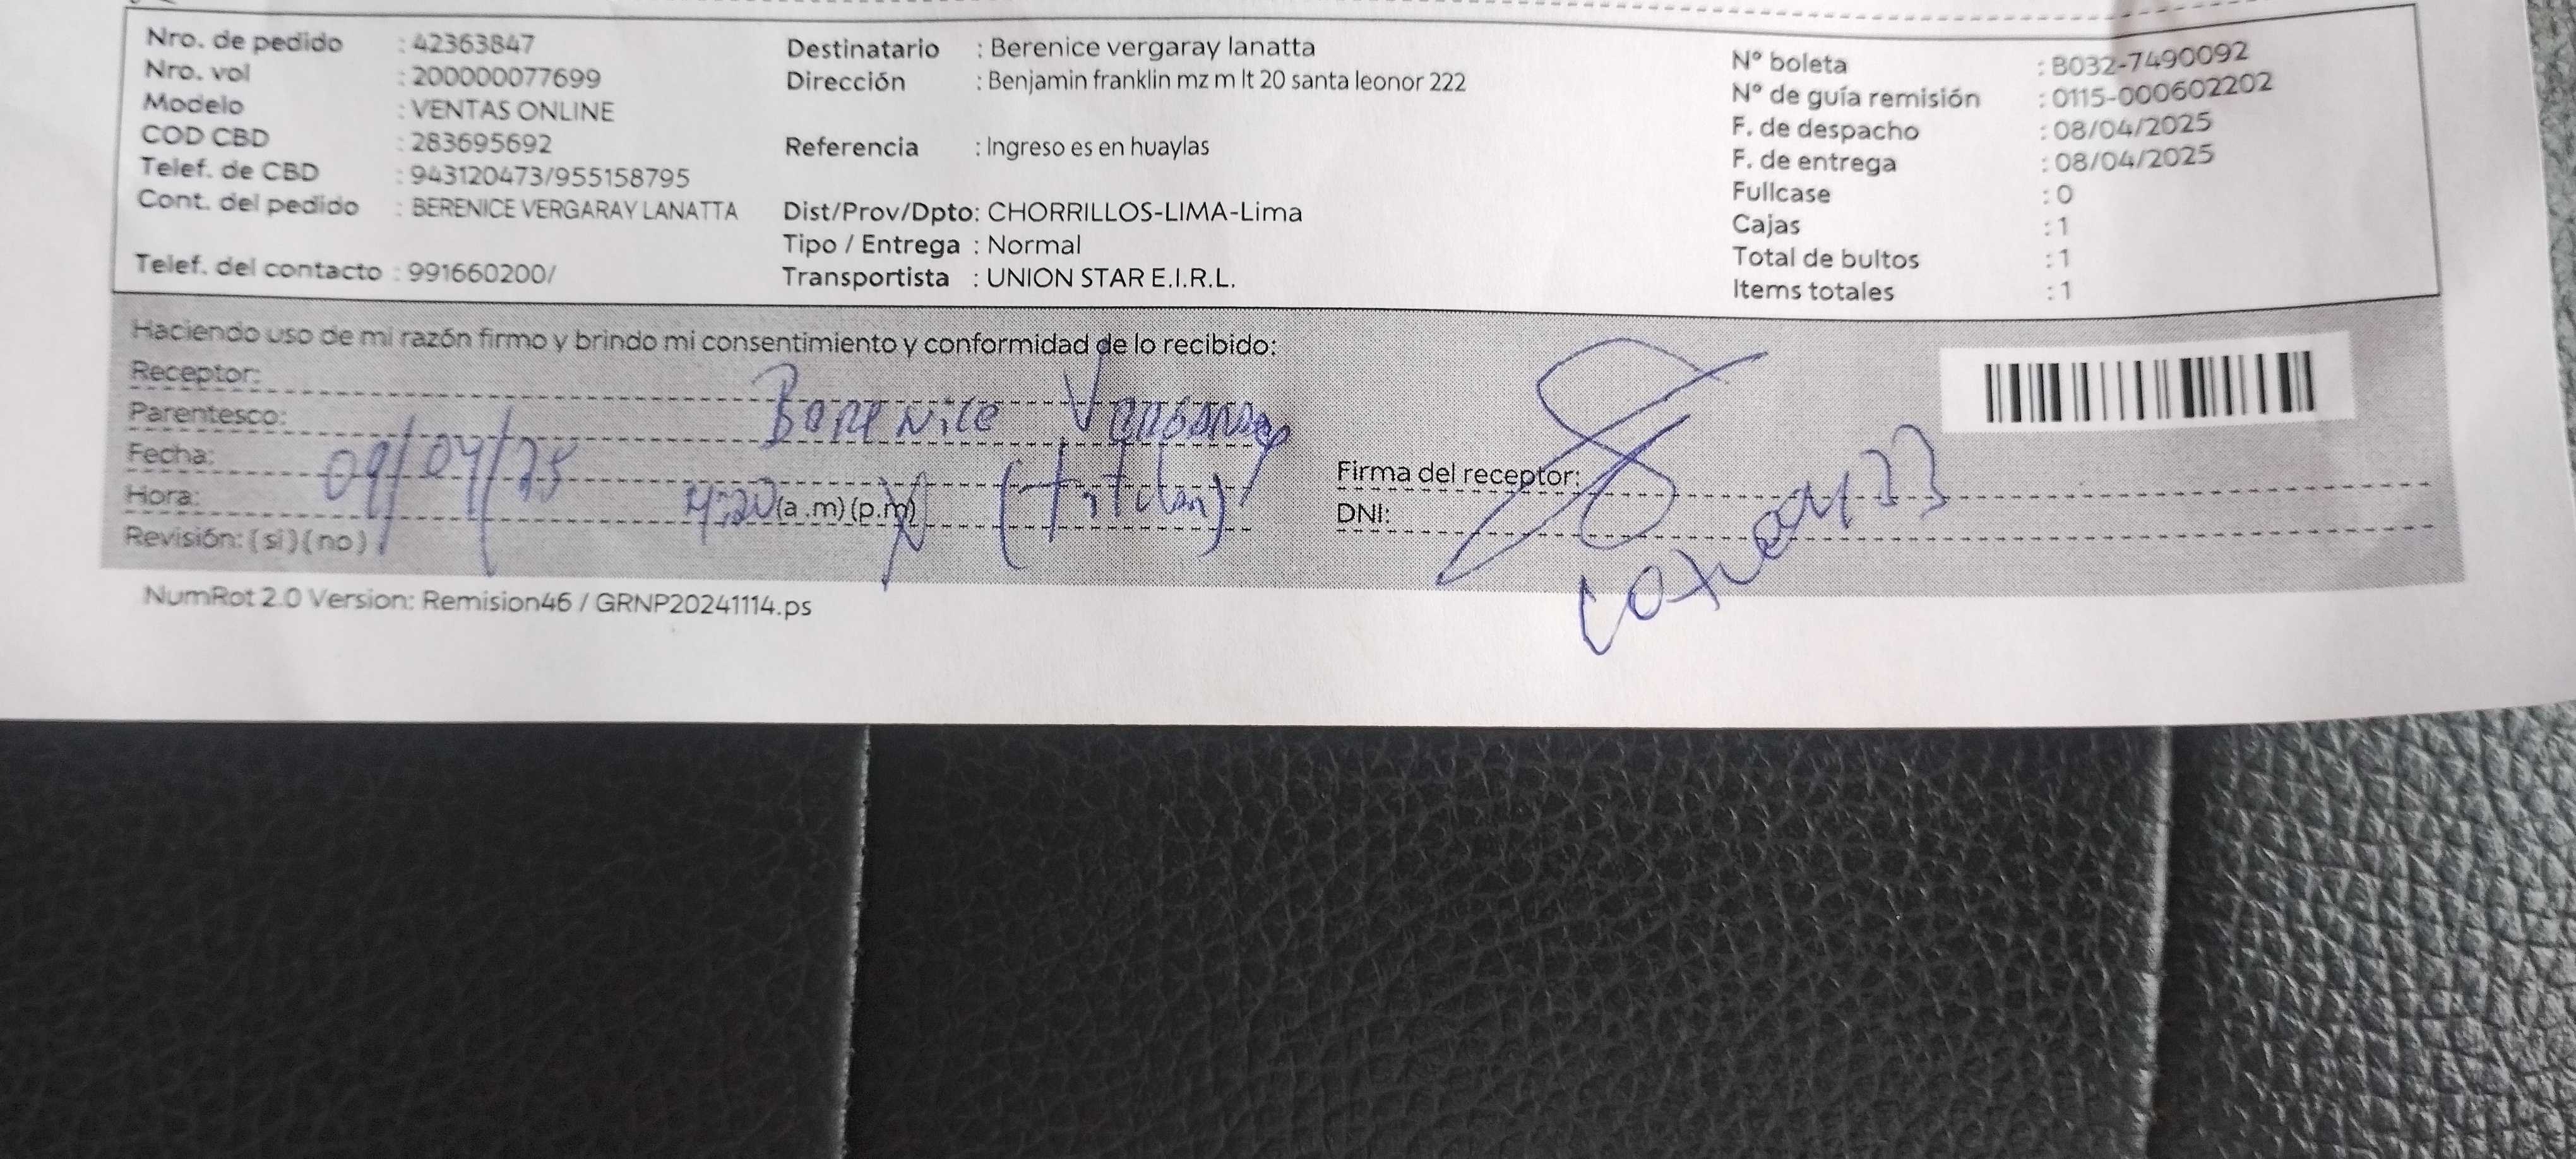 Nro. de pedido : 42363847
Nro. vol : 200000077699
Modelo : VENTAS ONLINE
COD CBD : 283695692
Telef. de CBD : 943120473/955158795
Cont. del pedido : BERENICE VERGARAY LANATTA
Telef. del contacto : 991660200/
Destinatario : Berenice vergaray lanatta
Dirección : Benjamin franklin mz m lt 20 santa leonor 222
Referencia : Ingreso es en huaylas
Dist/Prov/Dpto: CHORRILLOS-LIMA-Lima
Tipo / Entrega : Normal
Transportista : UNION STAR E.I.R.L.
N° boleta : B032-7490092
N° de guía remisión : 0115-000602202
F. de despacho : 08/04/2025
F. de entrega : 08/04/2025
Fullcase : 0
Cajas : 1
Total de bultos : 1
Items totales : 1
Haciendo uso de mi razón firmo y brindo mi consentimiento y conformidad de lo recibido:
Receptor:
Parentesco: Berenice Vergaray
Fecha: 09/04/25
Hora: 4:20 (a .m) (p.m) (titular)
Revisión: (si) (no)
Firma del receptor:
DNI:
NumRot 2.0 Version: Remision46 / GRNP20241114.ps